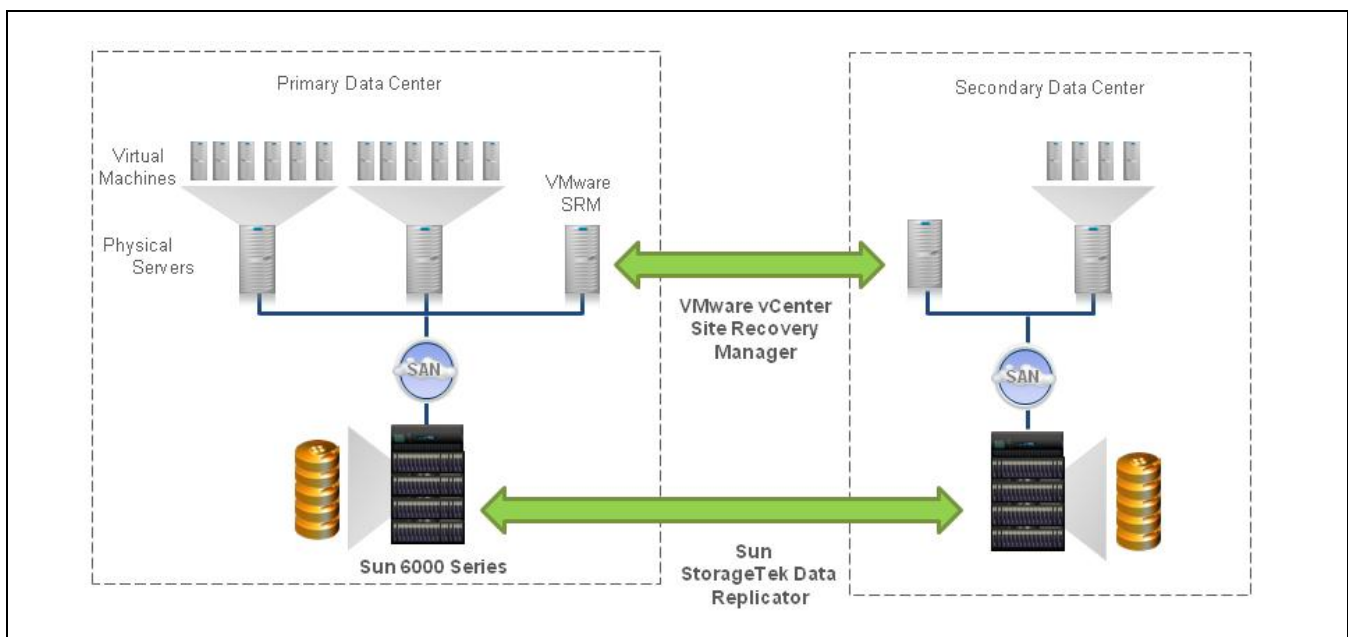 Primary Data Center
Secondary Data Center
Virtual
Machines
VMware
SRM
Physical
Servers
VMware vCenter
Site Recovery
Manager
SAN
SAN
Sun 6000 Series
Sun
StorageTek Data
Replicator